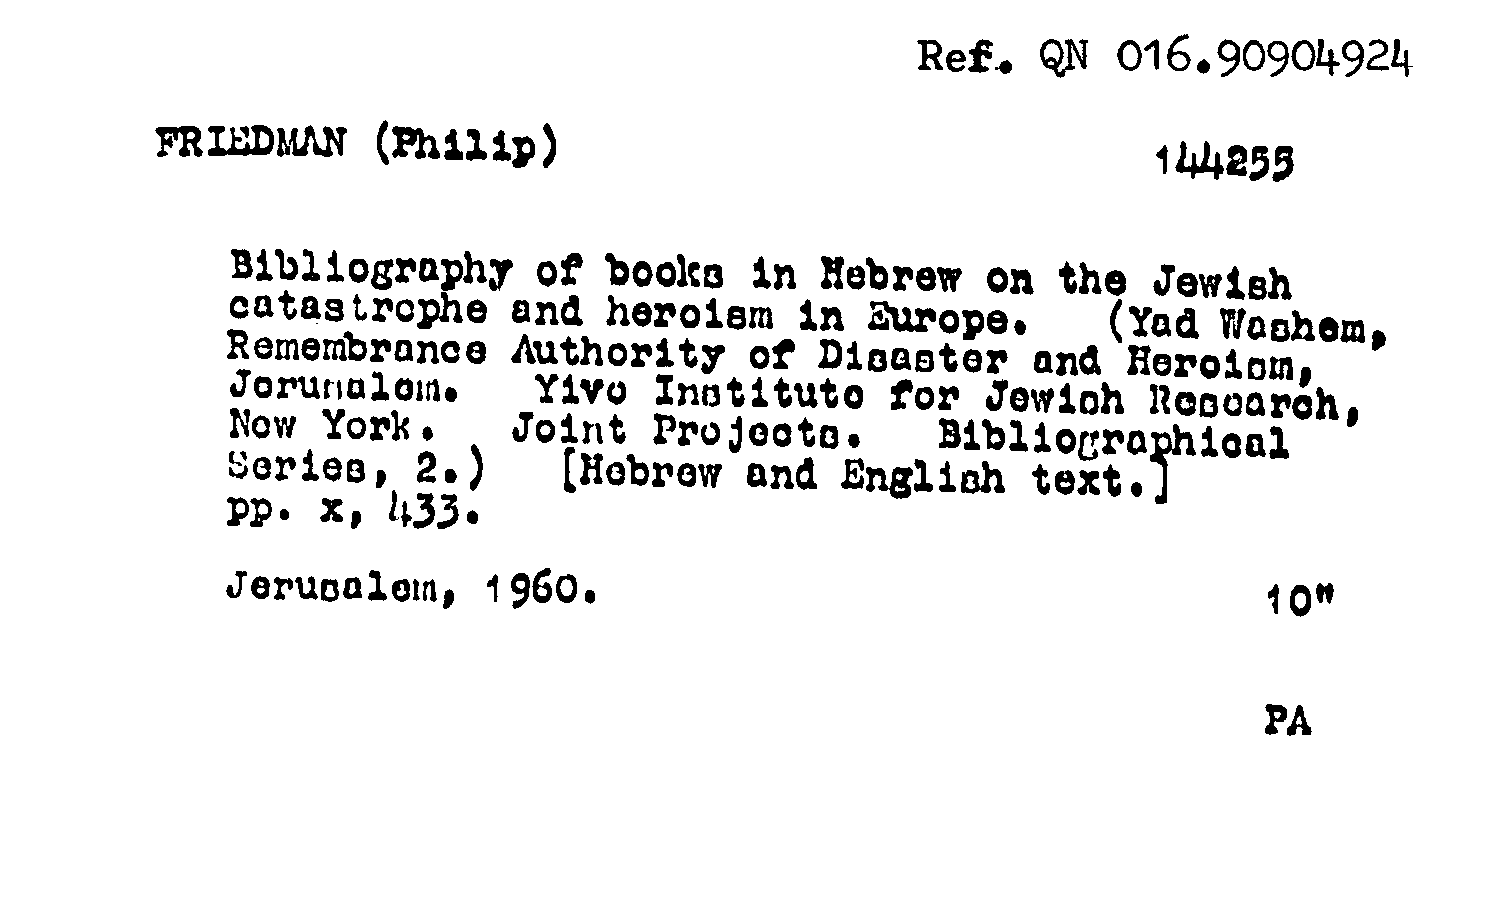 Ref. QN 016.90904924
FRIEDMAN (Philip)
144255
Bibliography of books in Hebrew on the Jewish
catastrophe and heroism in Europe. (Yad Washem,
Remembrance Authority of Disaster and Heroism,
Jerusalem. Yivo Institute for Jewish Research,
New York. Joint Projects. Bibliographical
Series, 2.) [Hebrew and English text.]
pp. x, 433.
Jerusalem, 1960.
10"
PA